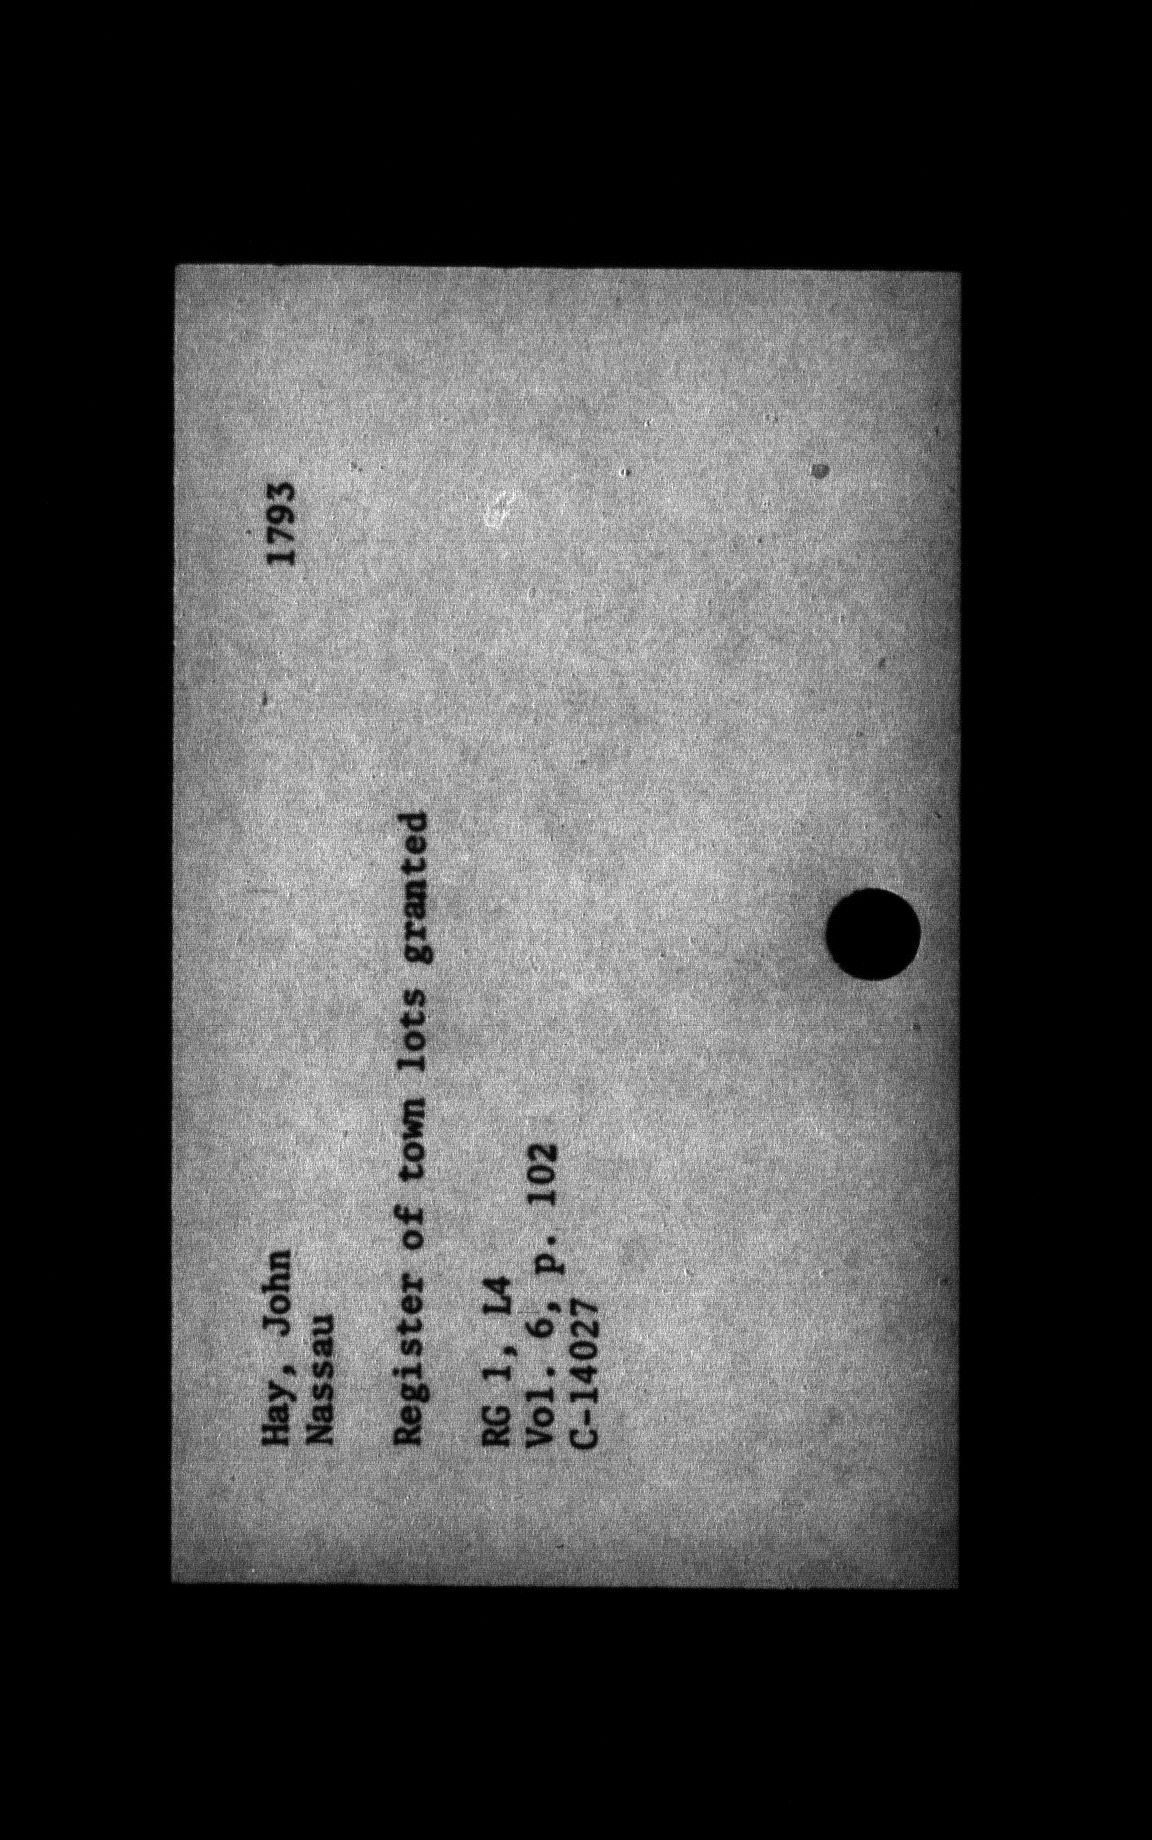 Hay, John 1793
Nassau
Register of town lots granted
RG 1, L4
Vol. 6, p. 102
C-14027